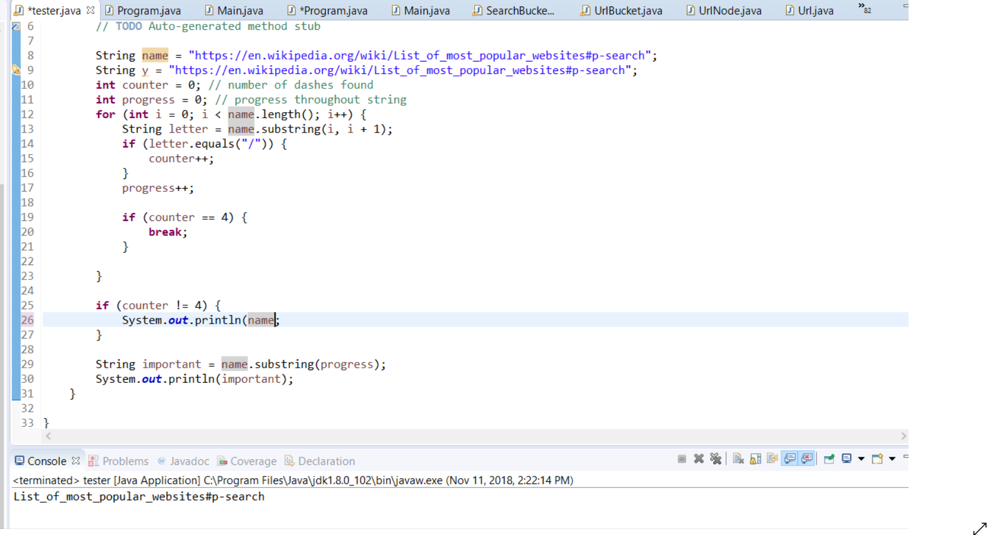 *tester.java Program.java Main.java *Program.java Main.java SearchBucke... UrlBucket.java UrlNode.java Url.java »82
6 // TODO Auto-generated method stub
7
8 String name = "https://en.wikipedia.org/wiki/List_of_most_popular_websites#p-search";
9 String y = "https://en.wikipedia.org/wiki/List_of_most_popular_websites#p-search";
10 int counter = 0; // number of dashes found
11 int progress = 0; // progress throughout string
12 for (int i = 0; i < name.length(); i++) {
13 String letter = name.substring(i, i + 1);
14 if (letter.equals("/")) {
15 counter++;
16 }
17 progress++;
18
19 if (counter == 4) {
20 break;
21 }
22
23 }
24
25 if (counter != 4) {
26 System.out.println(name;
27 }
28
29 String important = name.substring(progress);
30 System.out.println(important);
31 }
32
33 }
Console Problems @ Javadoc Coverage Declaration
<terminated> tester [Java Application] C:\Program Files\Java\jdk1.8.0_102\bin\javaw.exe (Nov 11, 2018, 2:22:14 PM)
List_of_most_popular_websites#p-search